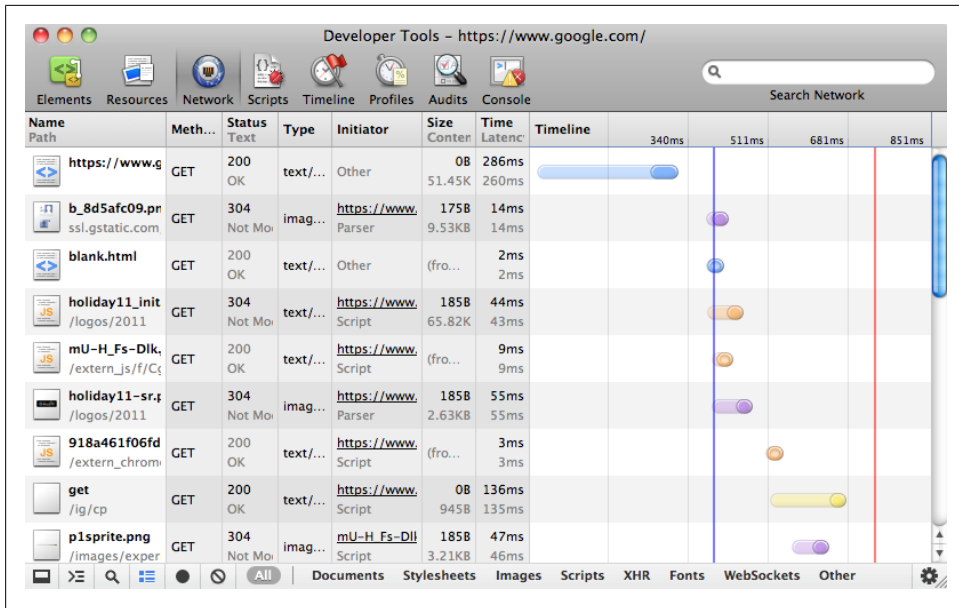 Developer Tools – https://www.google.com/
Elements Resources Network Scripts Timeline Profiles Audits Console
Search Network
Name Path Meth... Status Text Type Initiator Size Conten Time Latenc Timeline 340ms 511ms 681ms 851ms
https://www.g GET 200 text/... Other 0B 286ms
OK 51.45K 260ms
b_8d5afc09.pn GET 304 imag... https://www. 175B 14ms
ssl.gstatic.com Not Mo Parser 9.53KB 14ms
blank.html GET 200 text/... Other (fro... 2ms
OK 2ms
holiday11_init GET 304 text/... https://www. 185B 44ms
/logos/2011 Not Mo Script 65.82K 43ms
mU-H_Fs-Dlk. GET 200 text/... https://www. (fro... 9ms
/extern_js/f/Cg OK Script 9ms
holiday11-sr.p GET 304 imag... https://www. 185B 55ms
/logos/2011 Not Mo Parser 2.63KB 55ms
918a461f06fd GET 200 text/... https://www. (fro... 3ms
/extern_chrom OK Script 3ms
get GET 200 text/... https://www. 0B 136ms
/ig/cp OK Script 945B 135ms
p1sprite.png GET 304 imag... mU-H_Fs-Dlk 185B 47ms
/images/exper Not Mo Script 3.21KB 46ms
All Documents Stylesheets Images Scripts XHR Fonts WebSockets Other